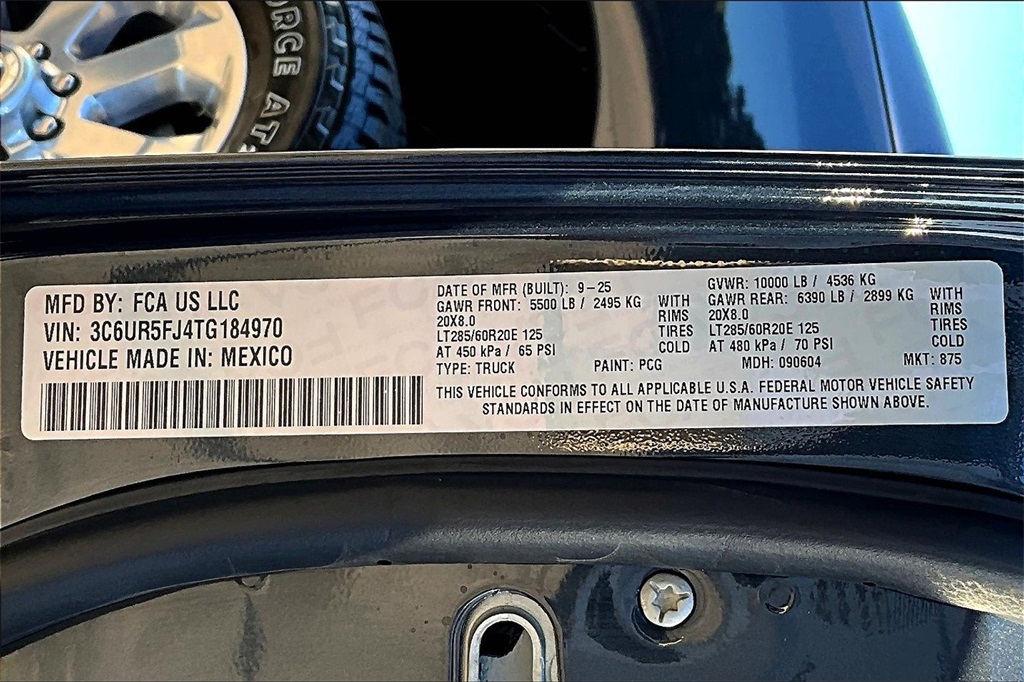 ORGE AT
MFD BY: FCA US LLC
VIN: 3C6UR5FJ4TG184970
VEHICLE MADE IN: MEXICO
DATE OF MFR (BUILT): 9-25
GAWR FRONT: 5500 LB / 2495 KG WITH
20X8.0 RIMS
LT285/60R20E 125 TIRES
AT 450 kPa / 65 PSI COLD
TYPE: TRUCK PAINT: PCG
GVWR: 10000 LB / 4536 KG
GAWR REAR: 6390 LB / 2899 KG WITH
20X8.0 RIMS
LT285/60R20E 125 TIRES
AT 480 kPa / 70 PSI COLD
MDH: 090604 MKT: 875
THIS VEHICLE CONFORMS TO ALL APPLICABLE U.S.A. FEDERAL MOTOR VEHICLE SAFETY
STANDARDS IN EFFECT ON THE DATE OF MANUFACTURE SHOWN ABOVE.